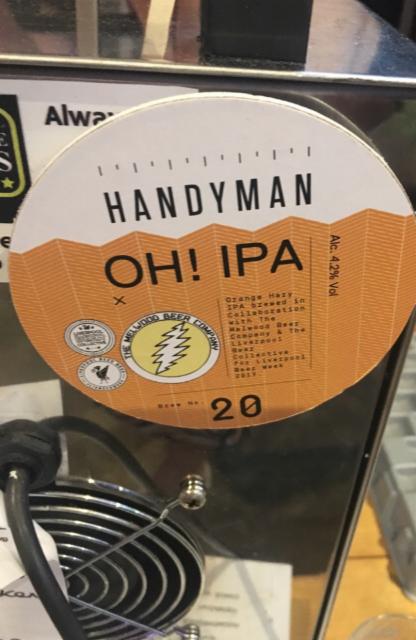 Alwa
HANDYMAN
OH! IPA
Alc. 4.2% Vol
x
Orange Hazy
IPA brewed in
Collaboration
with The
Melwood Beer
Company & The
Liverpool
Beer
Collective
for Liverpool
Beer Week
2019.
THE MELWOOD BEER COMPANY
Brew No. 20